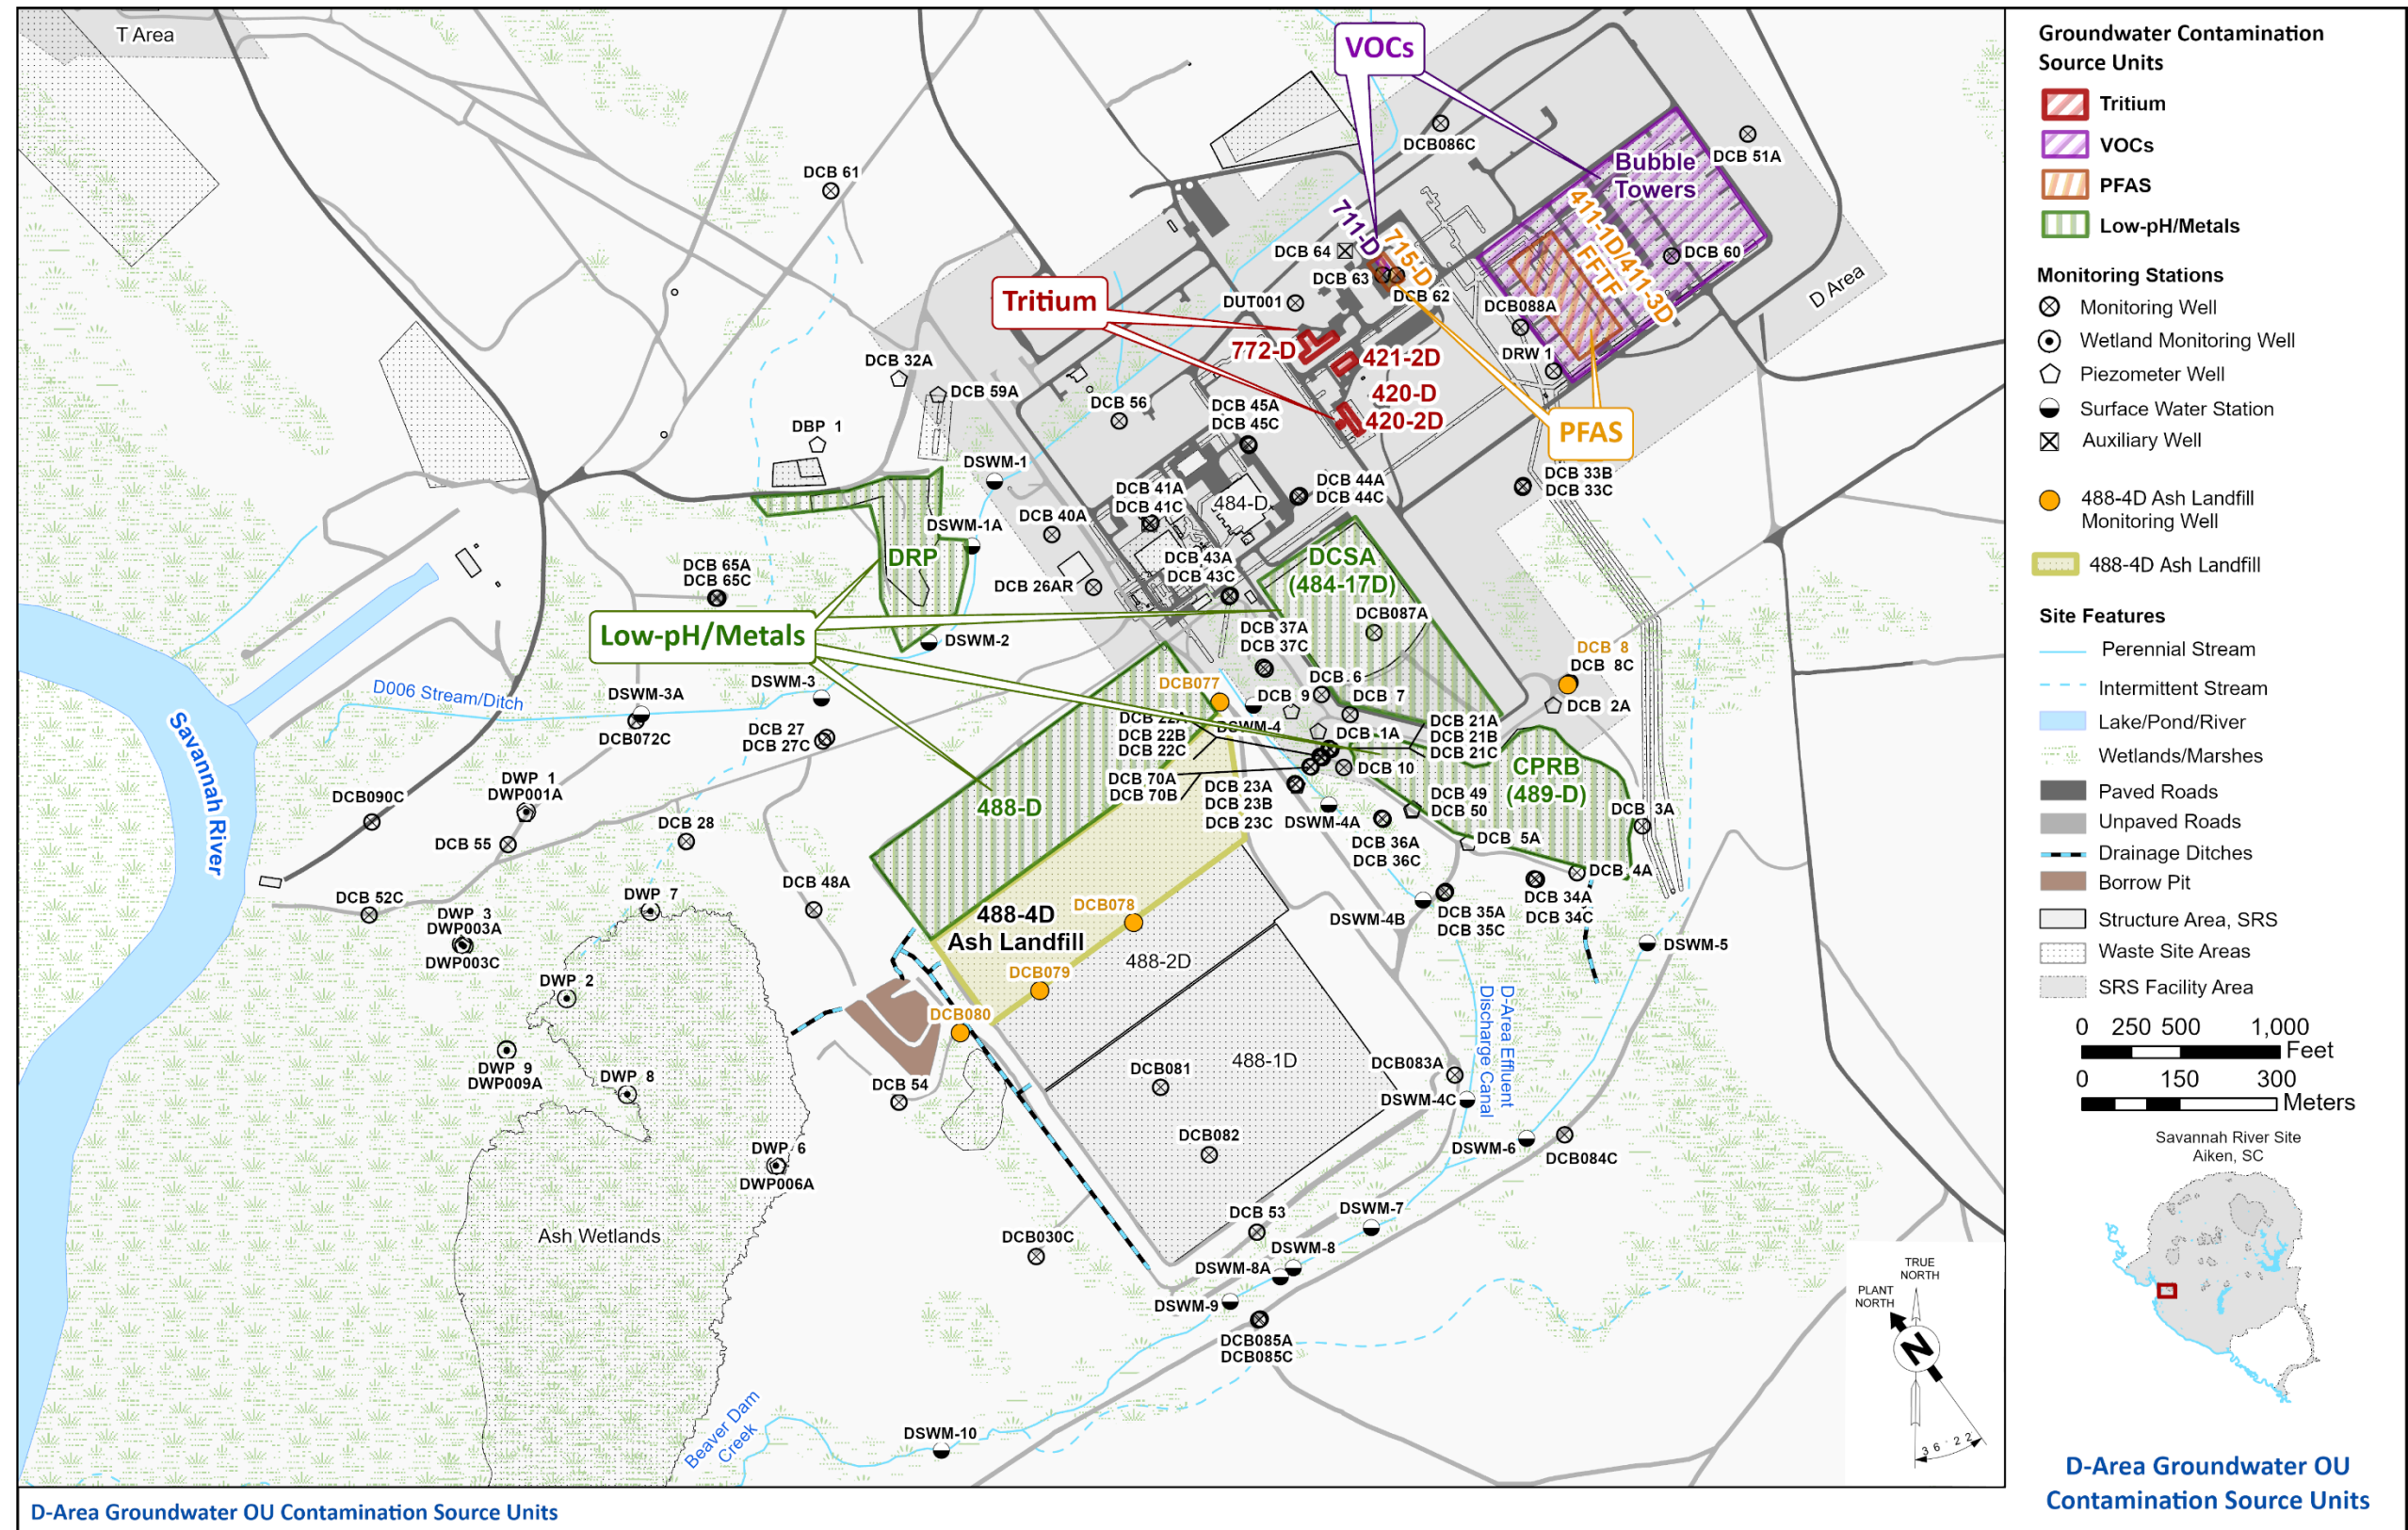 T Area
VOCs
DCB086C
DCB 51A
Bubble
Towers
DCB 61
711-D
715-D
411-1D/411-3D
FFTF
DCB 64
DCB 60
DCB 63
DCB 62
D Area
DUT001
DCB088A
Tritium
772-D
421-2D
DRW 1
DCB 32A
DCB 59A
420-D
420-2D
DCB 56
DCB 45A
DCB 45C
PFAS
DBP 1
DSWM-1
DCB 33B
DCB 33C
DCB 44A
DCB 44C
DCB 41A
DCB 41C
484-D
DCB 40A
DSWM-1A
DRP
DCB 43A
DCB 43C
DCSA
(484-17D)
DCB 65A
DCB 65C
DCB 26AR
DCB087A
Low-pH/Metals
DSWM-2
DCB 37A
DCB 37C
DCB 8
DCB 8C
DCB 6
DCB077
DCB 9
DCB 7
DCB 2A
DSWM-3
DSWM-3A
D006 Stream/Ditch
DCB072C
DCB 27
DCB 27C
DCB 22A
DCB 22B
DCB 22C
DSWM-4
DCB 1A
DCB 21A
DCB 21B
DCB 21C
Savannah River
DCB 10
CPRB
(489-D)
DCB 70A
DCB 70B
DCB 23A
DCB 23B
DCB 23C
DCB 49
DCB 50
DCB 3A
DWP 1
DWP001A
DCB090C
488-D
DSWM-4A
DCB 28
DCB 55
DCB 36A
DCB 36C
DCB 5A
DCB 4A
DCB 48A
DCB 52C
DWP 7
DCB 34A
DCB 34C
DWP 3
DWP003A
DWP003C
488-4D
Ash Landfill
DCB078
DSWM-4B
DCB 35A
DCB 35C
DSWM-5
488-2D
DCB079
DWP 2
DCB080
D-Area Effluent
Discharge Canal
DWP 9
DWP009A
DWP 8
DCB 54
DCB081
488-1D
DCB083A
DSWM-4C
DCB082
DSWM-6
DCB084C
DWP 6
DWP006A
Ash Wetlands
DCB030C
DCB 53
DSWM-7
DSWM-8
DSWM-8A
DSWM-9
DCB085A
DCB085C
Beaver Dam
Creek
DSWM-10
TRUE
NORTH
PLANT
NORTH
N
36-22
D-Area Groundwater OU Contamination Source Units
Groundwater Contamination
Source Units
Tritium
VOCs
PFAS
Low-pH/Metals
Monitoring Stations
Monitoring Well
Wetland Monitoring Well
Piezometer Well
Surface Water Station
Auxiliary Well
488-4D Ash Landfill
Monitoring Well
488-4D Ash Landfill
Site Features
Perennial Stream
Intermittent Stream
Lake/Pond/River
Wetlands/Marshes
Paved Roads
Unpaved Roads
Drainage Ditches
Borrow Pit
Structure Area, SRS
Waste Site Areas
SRS Facility Area
0 250 500 1,000
Feet
0 150 300
Meters
Savannah River Site
Aiken, SC
D-Area Groundwater OU
Contamination Source Units